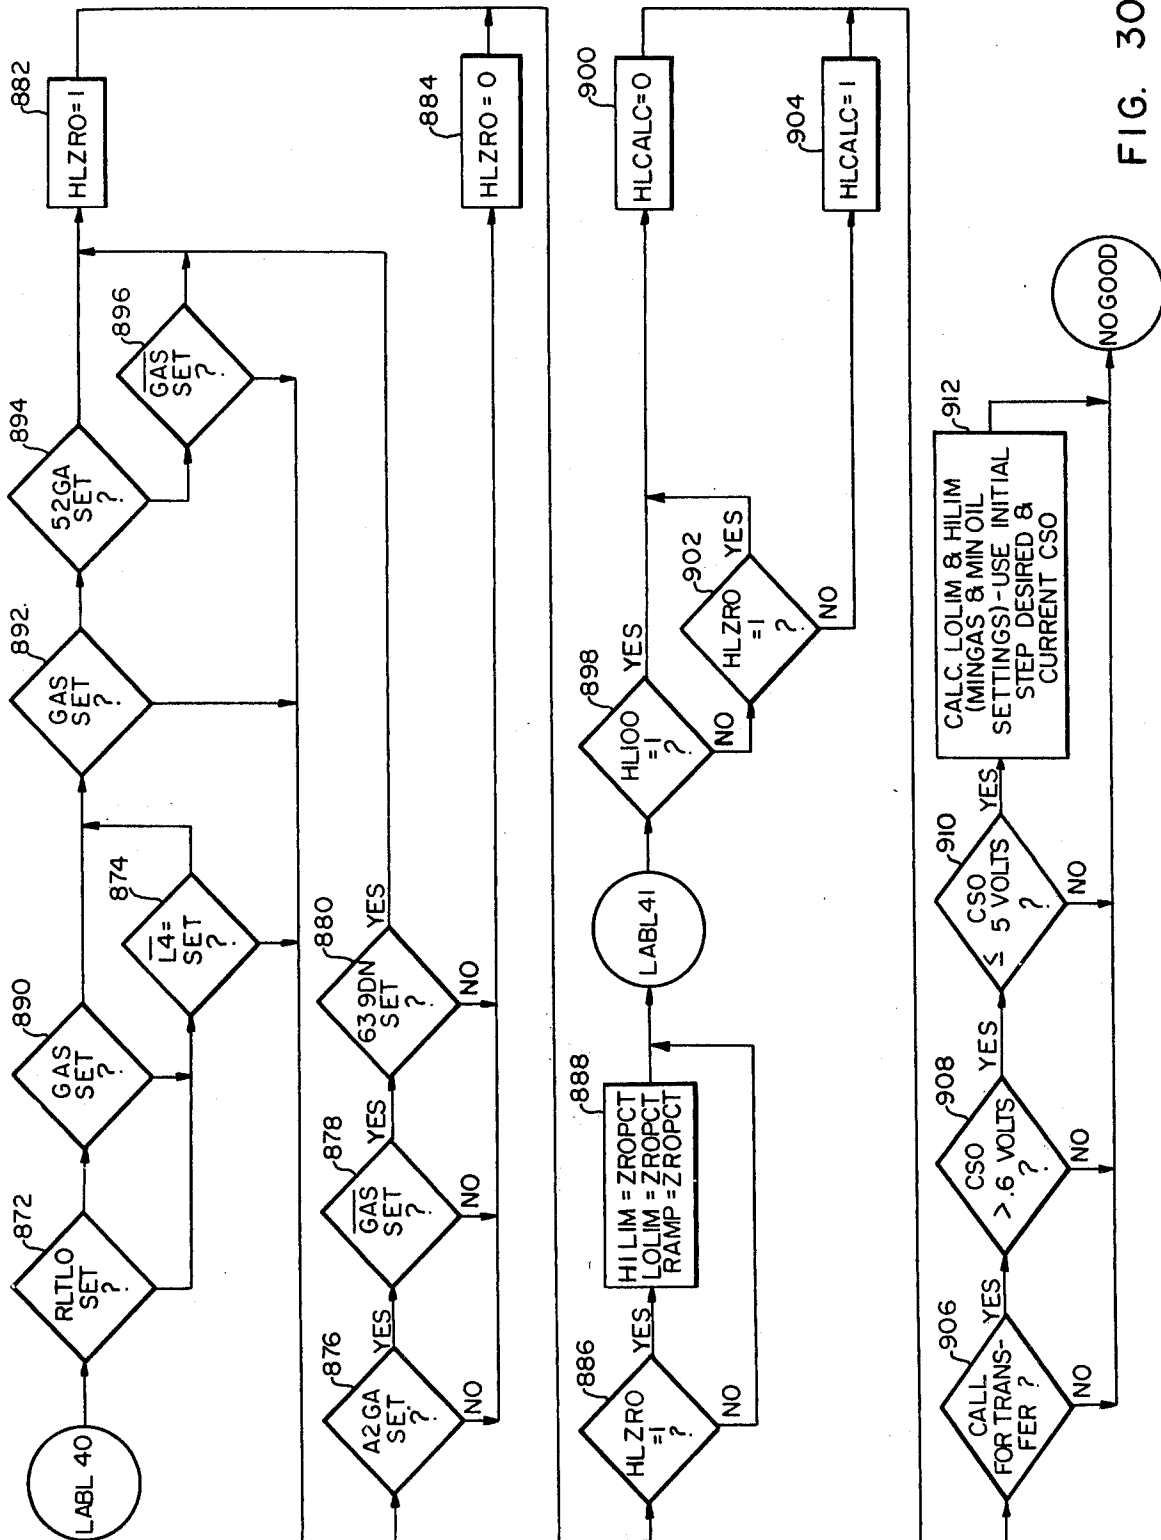 LABL 40
872
RLTLO
SET
?
890
GAS
SET
?
L4̅=
SET
?
874
892.
GAS
SET
?
894
52GA
SET
?
896
G̅A̅S̅
SET
?
882
HLZRO=1
876
A2GA
SET
?
YES
NO
878
G̅A̅S̅
SET
?
YES
NO
880
639DN
SET
?
YES
NO
884
HLZRO = 0
886
HLZRO
=1
?
YES
NO
888
HILIM = ZROPCT
LOLIM = ZROPCT
RAMP = ZROPCT
LABL41
898
HL100
=1
?
YES
NO
902
HLZRO
=1
?
YES
NO
900
HLCALC=0
904
HLCALC=1
906
CALL
FOR TRANS-
FER ?
YES
NO
908
CSO
>.6 VOLTS
?
YES
NO
910
CSO
≤ 5 VOLTS
?
YES
NO
912
CALC. LOLIM & HILIM
(MINGAS & MIN OIL
SETTINGS)-USE INITIAL
STEP DESIRED &
CURRENT CSO
NOGOOD
FIG. 30